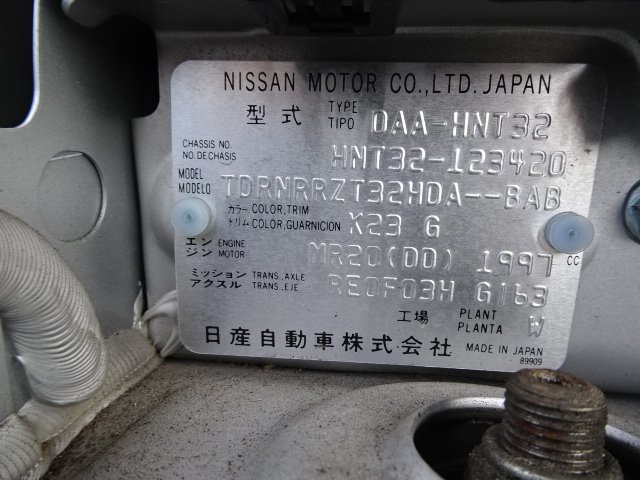 NISSAN MOTOR CO.,LTD. JAPAN
型式 TYPE TIPO DAA-HNT32
CHASSIS NO. NO DE CHASIS HNT32-123420
MODEL MODELO TDRNRRZT32HDA--BAB
カラー COLOR,TRIM トリム COLOR,GUARNICION K23 G
エンジン ENGINE MOTOR MR20(DD) 1997 CC
ミッション TRANS.,AXLE アクスル TRANS.,EJE RE0F03H G163
工場 PLANT PLANTA W
日産自動車株式会社 MADE IN JAPAN
89909